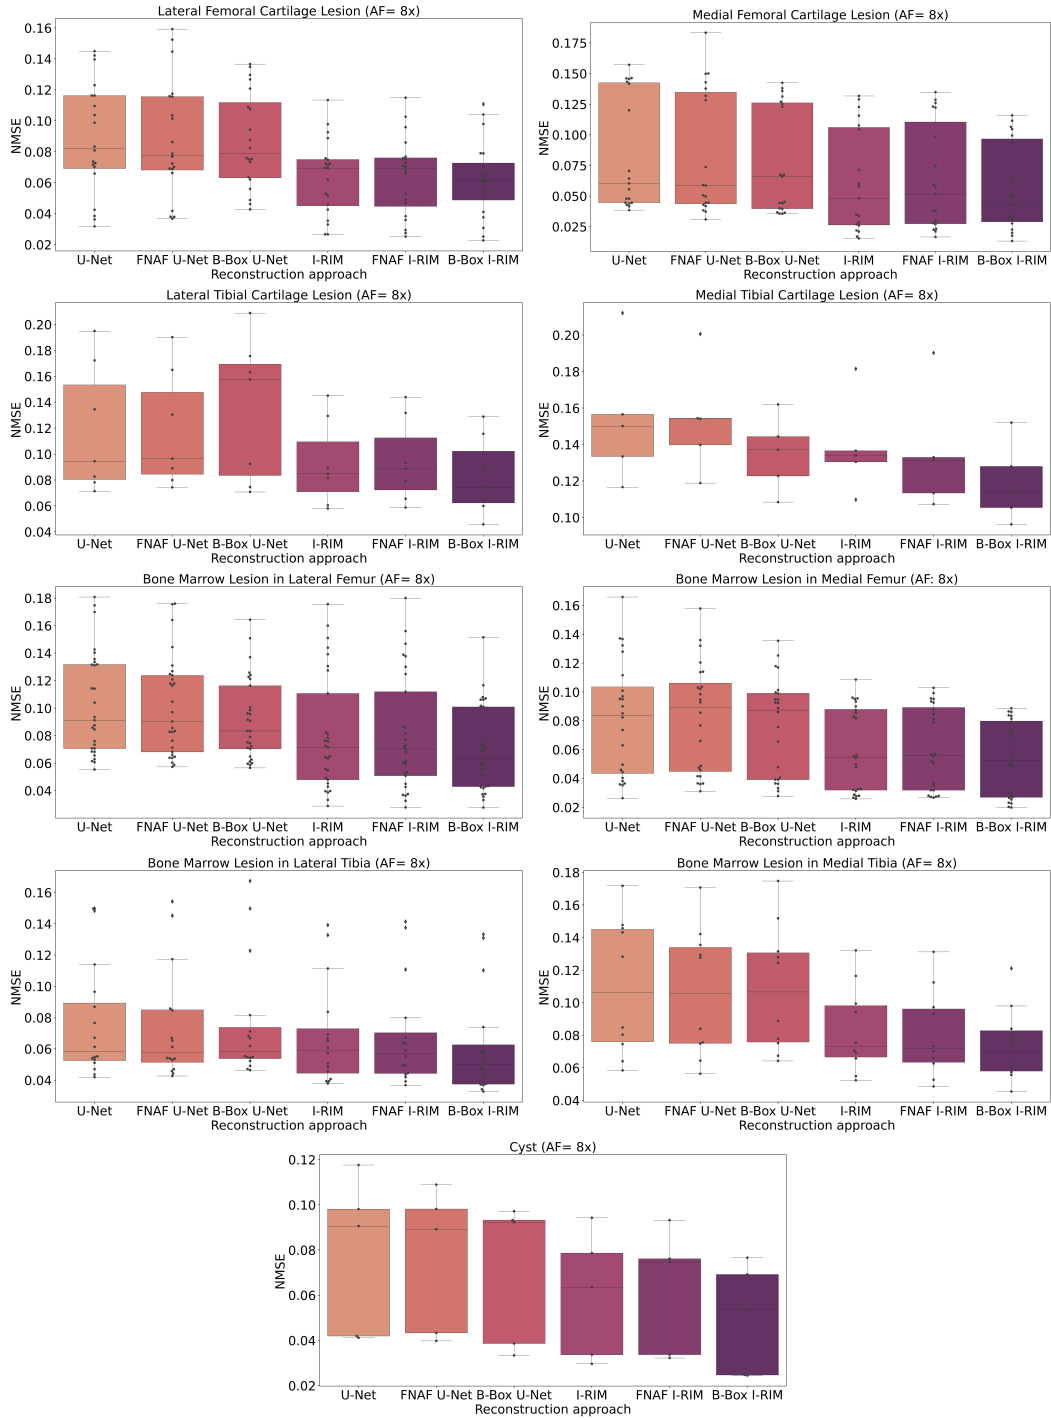 Lateral Femoral Cartilage Lesion (AF= 8x)
0.16
0.14
0.12
0.10
0.08
0.06
0.04
0.02
NMSE
U-Net FNAF U-Net B-Box U-Net I-RIM FNAF I-RIM B-Box I-RIM
Reconstruction approach
Medial Femoral Cartilage Lesion (AF= 8x)
0.175
0.150
0.125
0.100
0.075
0.050
0.025
NMSE
U-Net FNAF U-Net B-Box U-Net I-RIM FNAF I-RIM B-Box I-RIM
Reconstruction approach
Lateral Tibial Cartilage Lesion (AF= 8x)
0.20
0.18
0.16
0.14
0.12
0.10
0.08
0.06
0.04
NMSE
U-Net FNAF U-Net B-Box U-Net I-RIM FNAF I-RIM B-Box I-RIM
Reconstruction approach
Medial Tibial Cartilage Lesion (AF= 8x)
0.20
0.18
0.16
0.14
0.12
0.10
NMSE
U-Net FNAF U-Net B-Box U-Net I-RIM FNAF I-RIM B-Box I-RIM
Reconstruction approach
Bone Marrow Lesion in Lateral Femur (AF= 8x)
0.18
0.16
0.14
0.12
0.10
0.08
0.06
0.04
NMSE
U-Net FNAF U-Net B-Box U-Net I-RIM FNAF I-RIM B-Box I-RIM
Reconstruction approach
Bone Marrow Lesion in Medial Femur (AF: 8x)
0.16
0.14
0.12
0.10
0.08
0.06
0.04
0.02
NMSE
U-Net FNAF U-Net B-Box U-Net I-RIM FNAF I-RIM B-Box I-RIM
Reconstruction approach
Bone Marrow Lesion in Lateral Tibia (AF= 8x)
0.16
0.14
0.12
0.10
0.08
0.06
0.04
NMSE
U-Net FNAF U-Net B-Box U-Net I-RIM FNAF I-RIM B-Box I-RIM
Reconstruction approach
Bone Marrow Lesion in Medial Tibia (AF= 8x)
0.18
0.16
0.14
0.12
0.10
0.08
0.06
0.04
NMSE
U-Net FNAF U-Net B-Box U-Net I-RIM FNAF I-RIM B-Box I-RIM
Reconstruction approach
Cyst (AF= 8x)
0.12
0.10
0.08
0.06
0.04
0.02
NMSE
U-Net FNAF U-Net B-Box U-Net I-RIM FNAF I-RIM B-Box I-RIM
Reconstruction approach